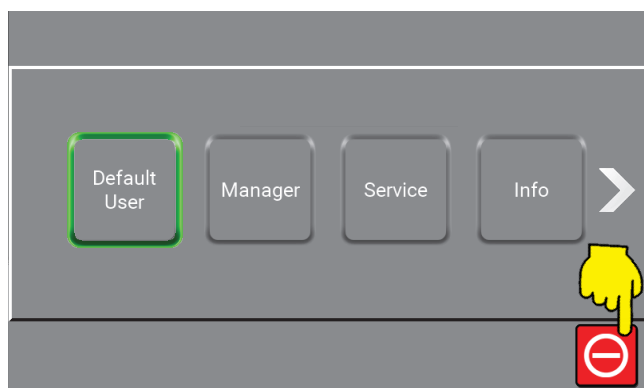 Default
User
Manager
Service
Info